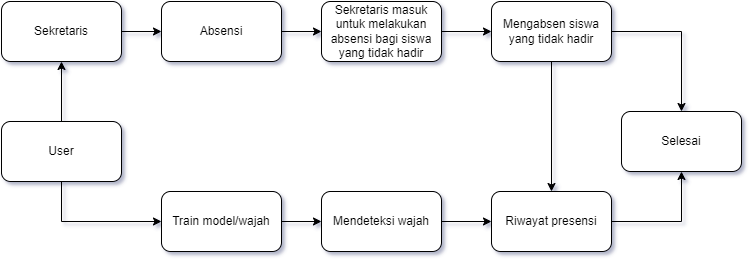 Sekretaris
Absensi
Sekretaris masuk
untuk melakukan
absensi bagi siswa
yang tidak hadir
Mengabsen siswa
yang tidak hadir
User
Selesai
Train model/wajah
Mendeteksi wajah
Riwayat presensi